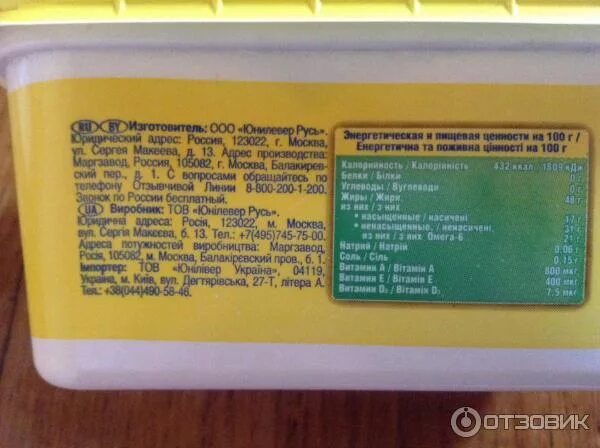 RU BY Изготовитель: ООО «Юнилевер Русь».
Юридический адрес: Россия, 123022, г. Москва,
ул. Сергея Макеева, д. 13. Адрес производства:
Маргзавод, Россия, 105082, г. Москва, Балакирев-
ский пер., д. 1. С вопросами обращайтесь по
телефону Отзывчивой Линии 8-800-200-1-200.
Звонок по России бесплатный.
UA Виробник: ТОВ «Юнілевер Русь».
Юридична адреса: Росія, 123022, м. Москва,
вул. Сергія Макеєва, б. 13. Тел.: +7(495)745-75-00.
Адреса потужностей виробництва: Маргзавод,
Росія, 105082, м. Москва, Балакірєвский пров., б. 1.
Імпортер: ТОВ «Юнілівер Україна», 04119,
Україна, м. Київ, вул. Дегтярівська, 27-Т, літера А.
Тел.: +38(044)490-58-46.
Энергетическая и пищевая ценности на 100 г /
Енергетична та поживна цінності на 100 г
Калорийность / Калорійність 432 ккал / 1809 кДж
Белки / Білки 0 г
Углеводы / Вуглеводи 0 г
Жиры / Жири 48 г
из них / з них
• насыщенные / насичені 17 г
• ненасыщенные / ненасичені 31 г
из них / з них Омега-6 21 г
Натрий / Натрій 0.06 г
Соль / Сіль 0,15 г
Витамин А / Вітамін А 800 мкг
Витамин Е / Вітамін Е 400 мкг
Витамин D₃ / Вітамін D₃ 7.5 мкг
ОТЗОВИК